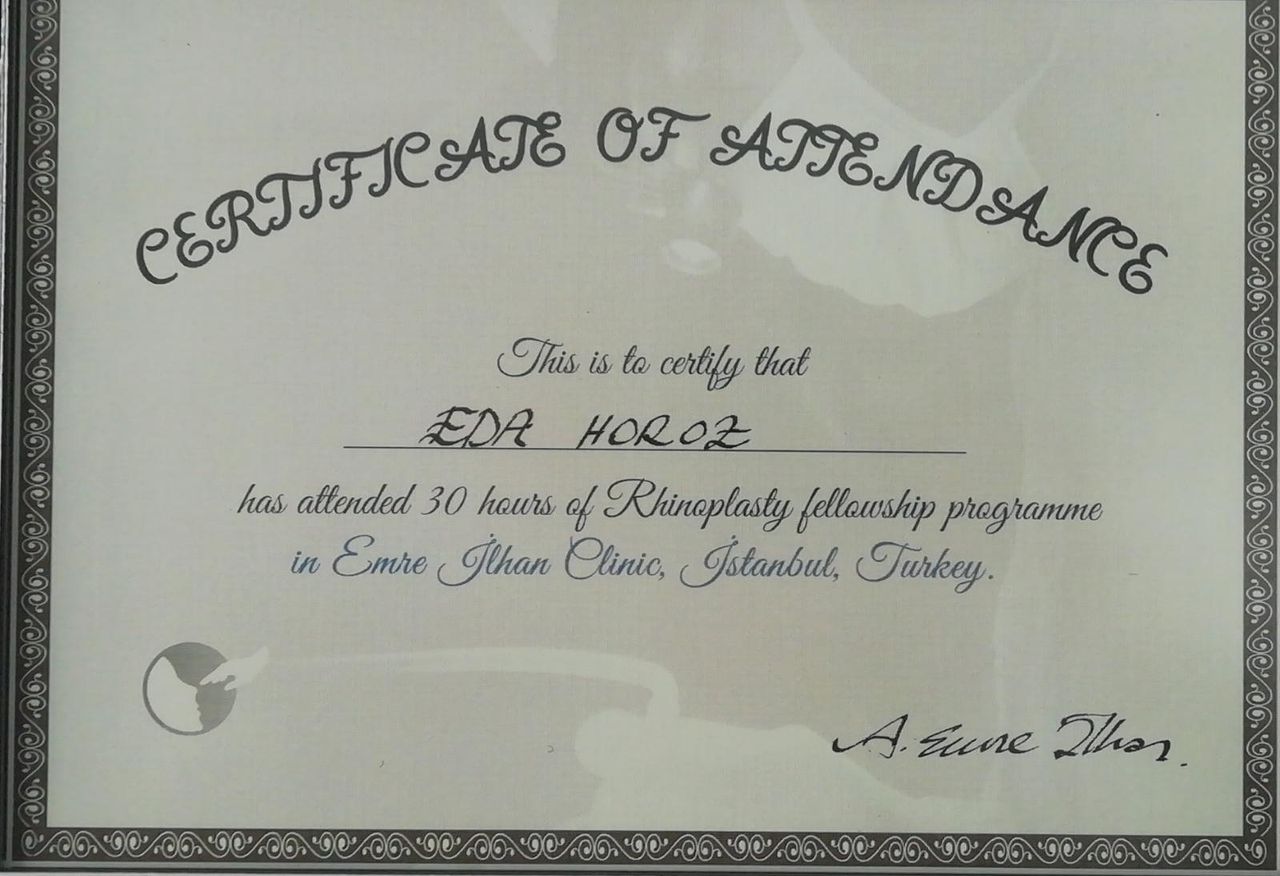 CERTIFICATE OF ATTENDANCE
This is to certify that
EDA HOROZ
has attended 30 hours of Rhinoplasty fellowship programme
in Emre İlhan Clinic, İstanbul, Turkey.
A. Emre İlhan.